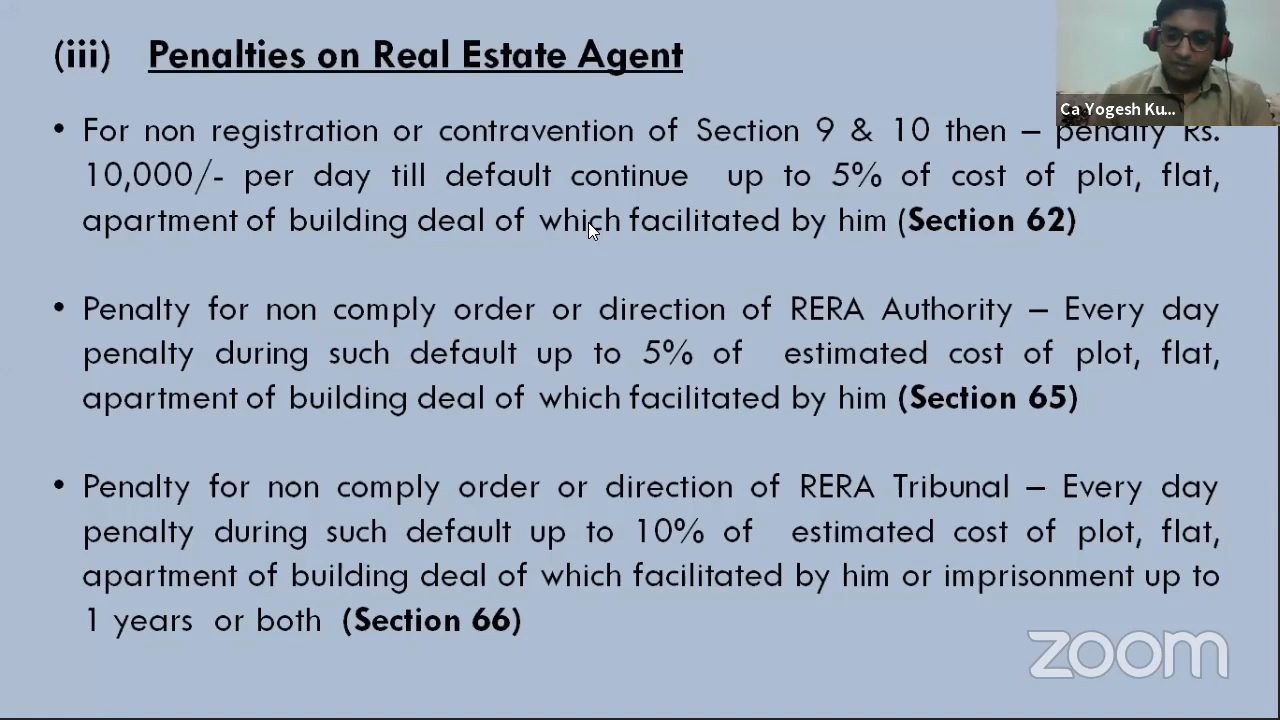 (iii) Penalties on Real Estate Agent
Ca Yogesh Ku...
• For non registration or contravention of Section 9 & 10 then – penalty Rs.
10,000/- per day till default continue up to 5% of cost of plot, flat,
apartment of building deal of which facilitated by him (Section 62)
• Penalty for non comply order or direction of RERA Authority – Every day
penalty during such default up to 5% of estimated cost of plot, flat,
apartment of building deal of which facilitated by him (Section 65)
• Penalty for non comply order or direction of RERA Tribunal – Every day
penalty during such default up to 10% of estimated cost of plot, flat,
apartment of building deal of which facilitated by him or imprisonment up to
1 years or both (Section 66)
zoom